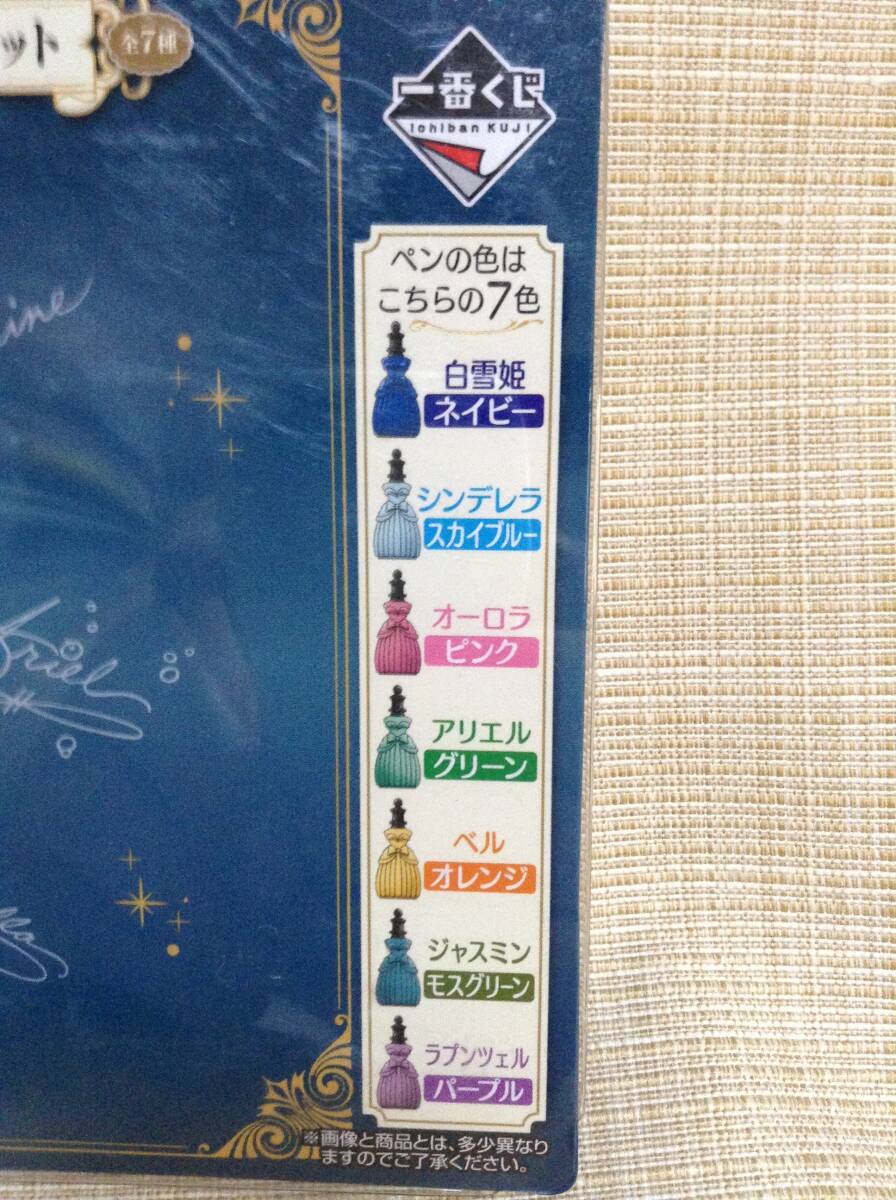 ット
全7種
一番くじ
Ichiban KUJI
ペンの色は
こちらの7色
白雪姫
ネイビー
シンデレラ
スカイブルー
オーロラ
ピンク
アリエル
グリーン
ベル
オレンジ
ジャスミン
モスグリーン
ラプンツェル
パープル
Ariel
※画像と商品とは、多少異なり
ますのでご了承ください。